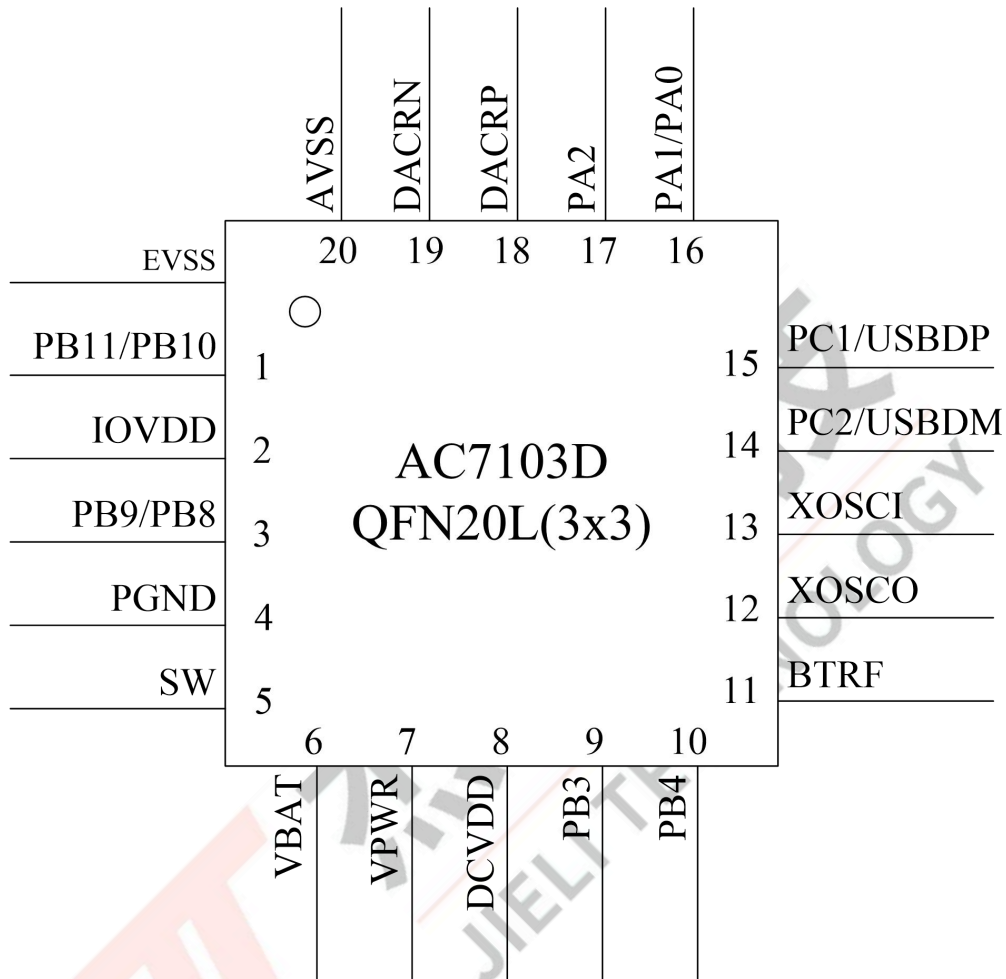 AVSS
DACRN
DACRP
PA2
PA1/PA0
20
19
18
17
16
EVSS
PB11/PB10
1
IOVDD
2
PB9/PB8
3
PGND
4
SW
5
AC7103D
QFN20L(3x3)
15
PC1/USBDP
14
PC2/USBDM
13
XOSCI
12
XOSCO
11
BTRF
6
7
8
9
10
VBAT
VPWR
DCVDD
PB3
PB4